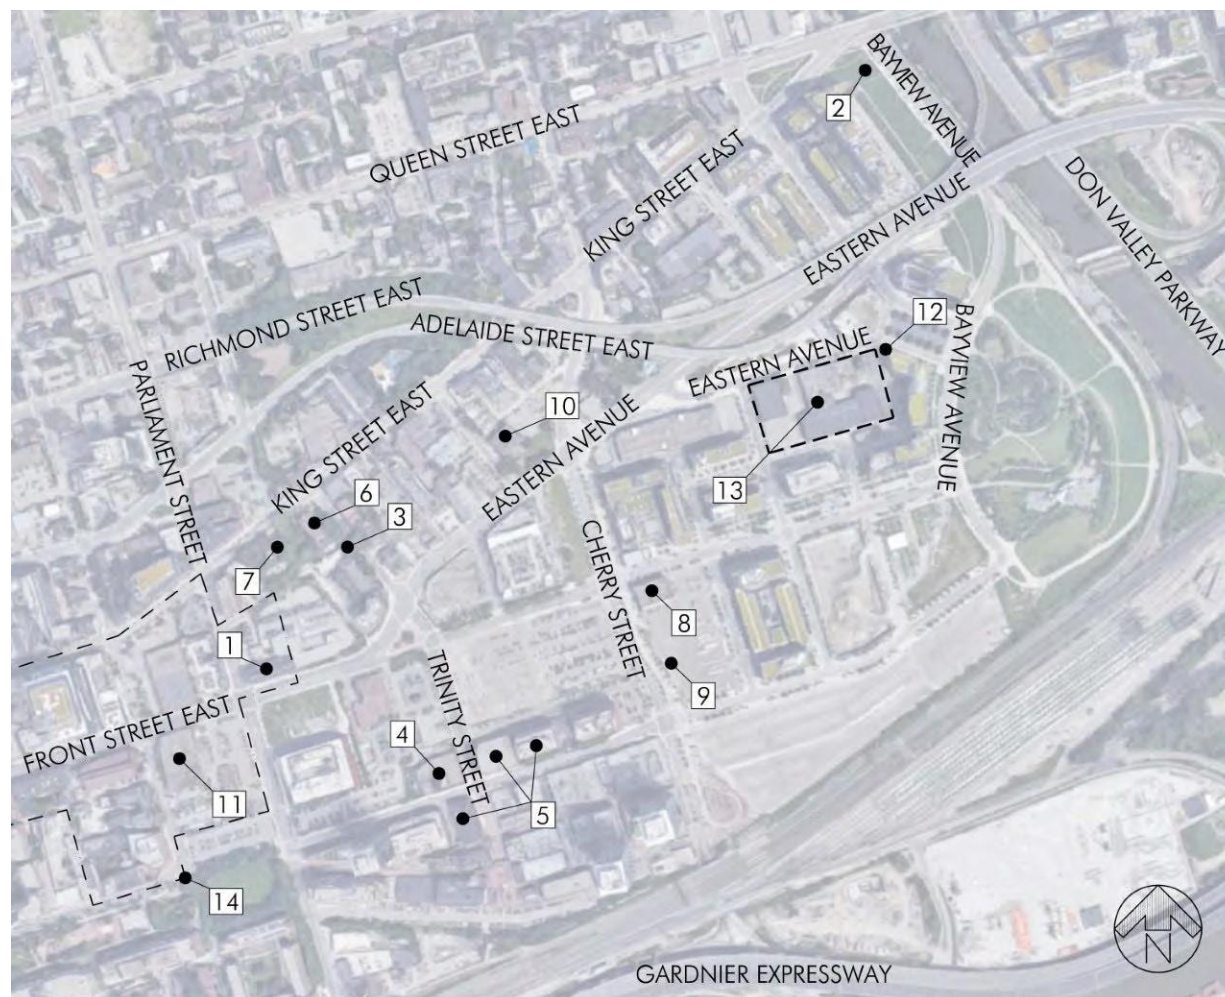 BAYVIEW AVENUE
2
QUEEN STREET EAST
KING STREET EAST
DON VALLEY PARKWAY
EASTERN AVENUE
RICHMOND STREET EAST
ADELAIDE STREET EAST
12
BAYVIEW AVENUE
EASTERN AVENUE
PARLIAMENT STREET
KING STREET EAST
10
EASTERN AVENUE
13
6
3
7
CHERRY STREET
8
1
9
TRINITY STREET
FRONT STREET EAST
4
11
5
14
N
GARDNIER EXPRESSWAY